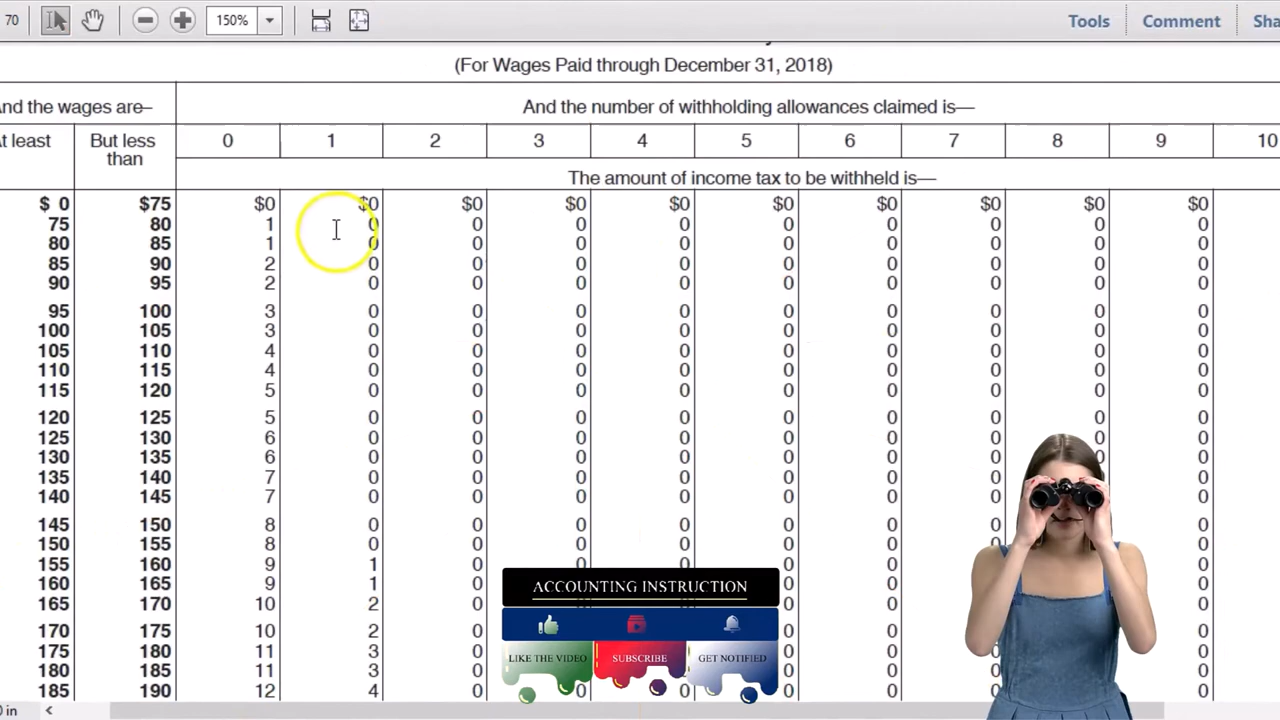 70 150% Tools Comment Sha
(For Wages Paid through December 31, 2018)
And the wages are– And the number of withholding allowances claimed is—
At least But less than 0 1 2 3 4 5 6 7 8 9 10
The amount of income tax to be withheld is—
$ 0 $75 $0 $0 $0 $0 $0 $0 $0 $0 $0 $0
75 80 1 0 0 0 0 0 0 0 0 0
80 85 1 0 0 0 0 0 0 0 0 0
85 90 2 0 0 0 0 0 0 0 0 0
90 95 2 0 0 0 0 0 0 0 0 0
95 100 3 0 0 0 0 0 0 0 0 0
100 105 3 0 0 0 0 0 0 0 0 0
105 110 4 0 0 0 0 0 0 0 0 0
110 115 4 0 0 0 0 0 0 0 0 0
115 120 5 0 0 0 0 0 0 0 0 0
120 125 5 0 0 0 0 0 0 0 0 0
125 130 6 0 0 0 0 0 0 0 0 0
130 135 6 0 0 0 0 0 0 0 0 0
135 140 7 0 0 0 0 0 0 0 0
140 145 7 0 0 0 0 0 0 0 0
145 150 8 0 0 0 0 0 0 0 0
150 155 8 0 0 0 0 0 0 0 0
155 160 9 1 0 0 0 0 0 0 0
160 165 9 1 0 0 0
165 170 10 2 0 0 0
170 175 10 2 0 0 0
175 180 11 3 0 0 0
180 185 11 3 0 0 0
185 190 12 4 0 0 0 0 0 0 0
ACCOUNTING INSTRUCTION
LIKE THE VIDEO SUBSCRIBE GET NOTIFIED
0 in